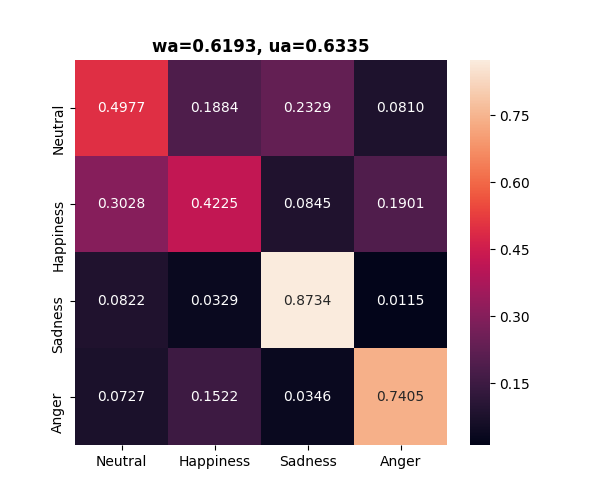 wa=0.6193, ua=0.6335
Neutral 0.4977 0.1884 0.2329 0.0810
Happiness 0.3028 0.4225 0.0845 0.1901
Sadness 0.0822 0.0329 0.8734 0.0115
Anger 0.0727 0.1522 0.0346 0.7405
Neutral Happiness Sadness Anger
0.75
0.60
0.45
0.30
0.15